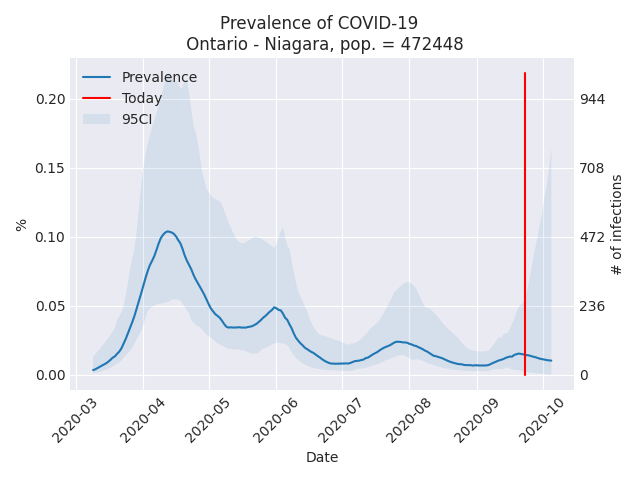 Prevalence of COVID-19
Ontario - Niagara, pop. = 472448
Prevalence
Today
95CI
0.20
0.15
0.10
0.05
0.00
%
944
708
472
236
0
# of infections
2020-03
2020-04
2020-05
2020-06
2020-07
2020-08
2020-09
2020-10
Date